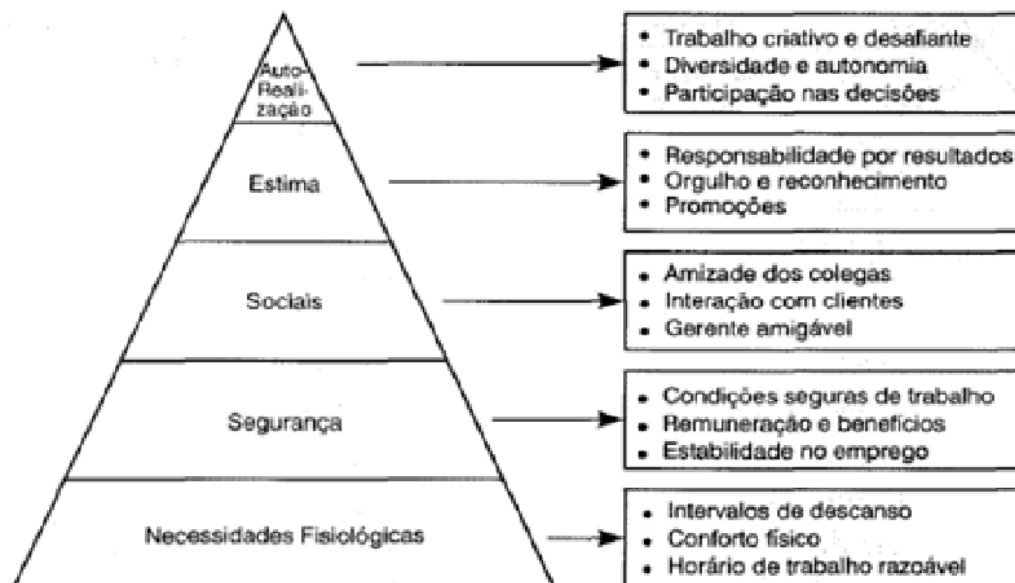 Auto-
Reali-
zação
• Trabalho criativo e desafiante
• Diversidade e autonomia
• Participação nas decisões
Estima
• Responsabilidade por resultados
• Orgulho e reconhecimento
• Promoções
Sociais
• Amizade dos colegas
• Interação com clientes
• Gerente amigável
Segurança
• Condições seguras de trabalho
• Remuneração e benefícios
• Estabilidade no emprego
Necessidades Fisiológicas
• Intervalos de descanso
• Conforto físico
• Horário de trabalho razoável